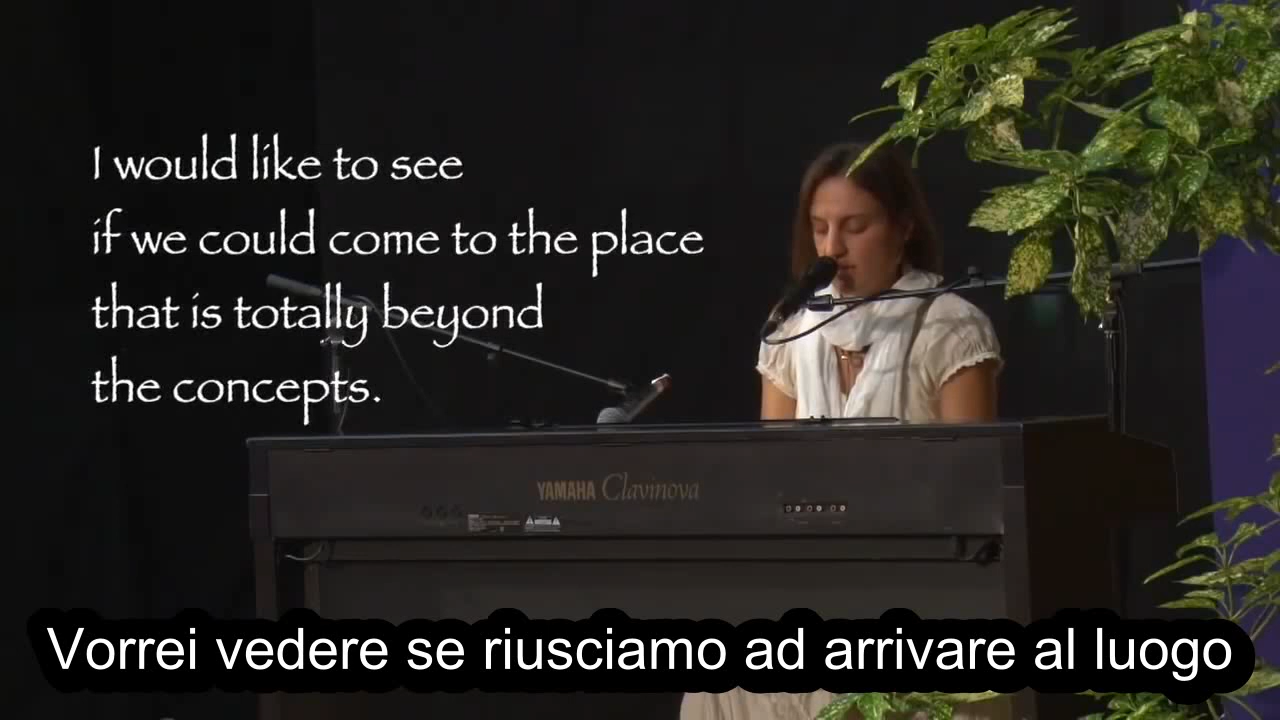 I would like to see
if we could come to the place
that is totally beyond
the concepts.
YAMAHA Clavinova
Vorrei vedere se riusciamo ad arrivare al luogo